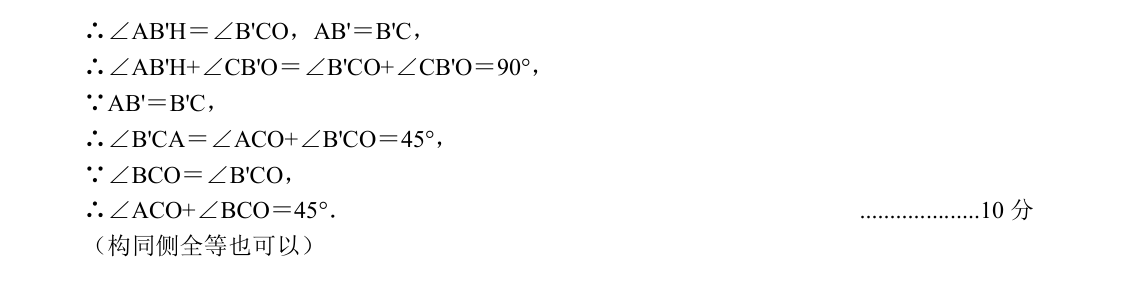 ∴∠AB'H＝∠B'CO，AB'＝B'C，
∴∠AB'H+∠CB'O＝∠B'CO+∠CB'O＝90°，
∵AB'＝B'C，
∴∠B'CA＝∠ACO+∠B'CO＝45°，
∵∠BCO＝∠B'CO，
∴∠ACO+∠BCO＝45°． ....................10 分
（构同侧全等也可以）